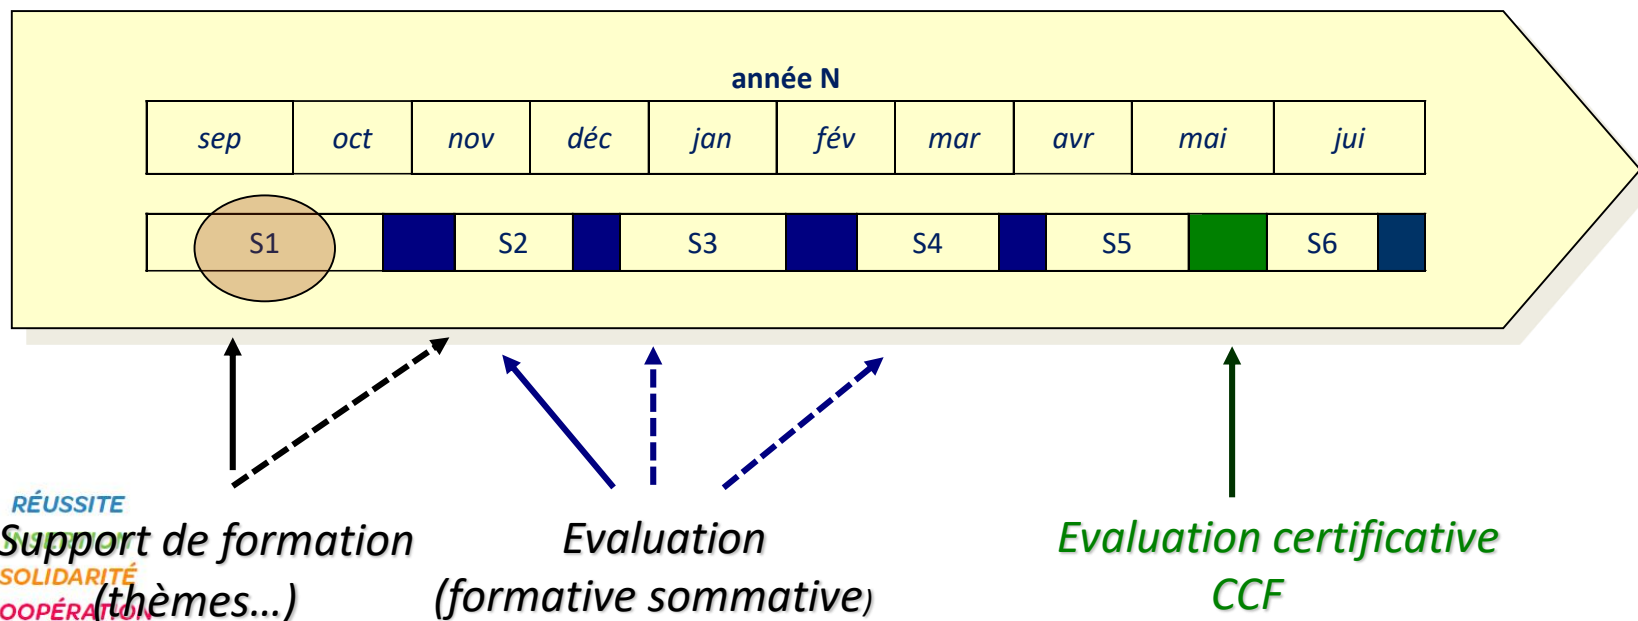 année N
sep oct nov déc jan fév mar avr mai jui
S1 S2 S3 S4 S5 S6
RÉUSSITE
Support de formation
(thèmes…)
SOLIDARITÉ
Evaluation
(formative sommative)
Evaluation certificative
CCF